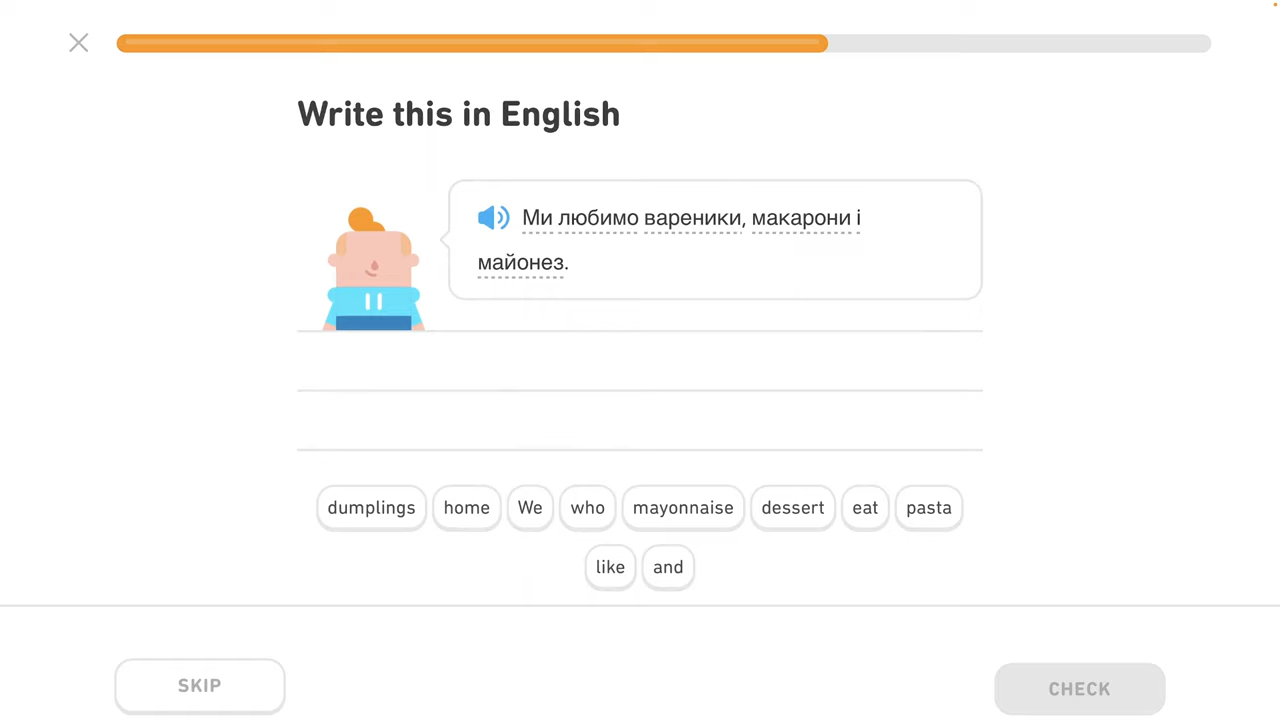 Write this in English
Ми любимо вареники, макарони і
майонез.
dumplings home We who mayonnaise dessert eat pasta
like and
SKIP CHECK